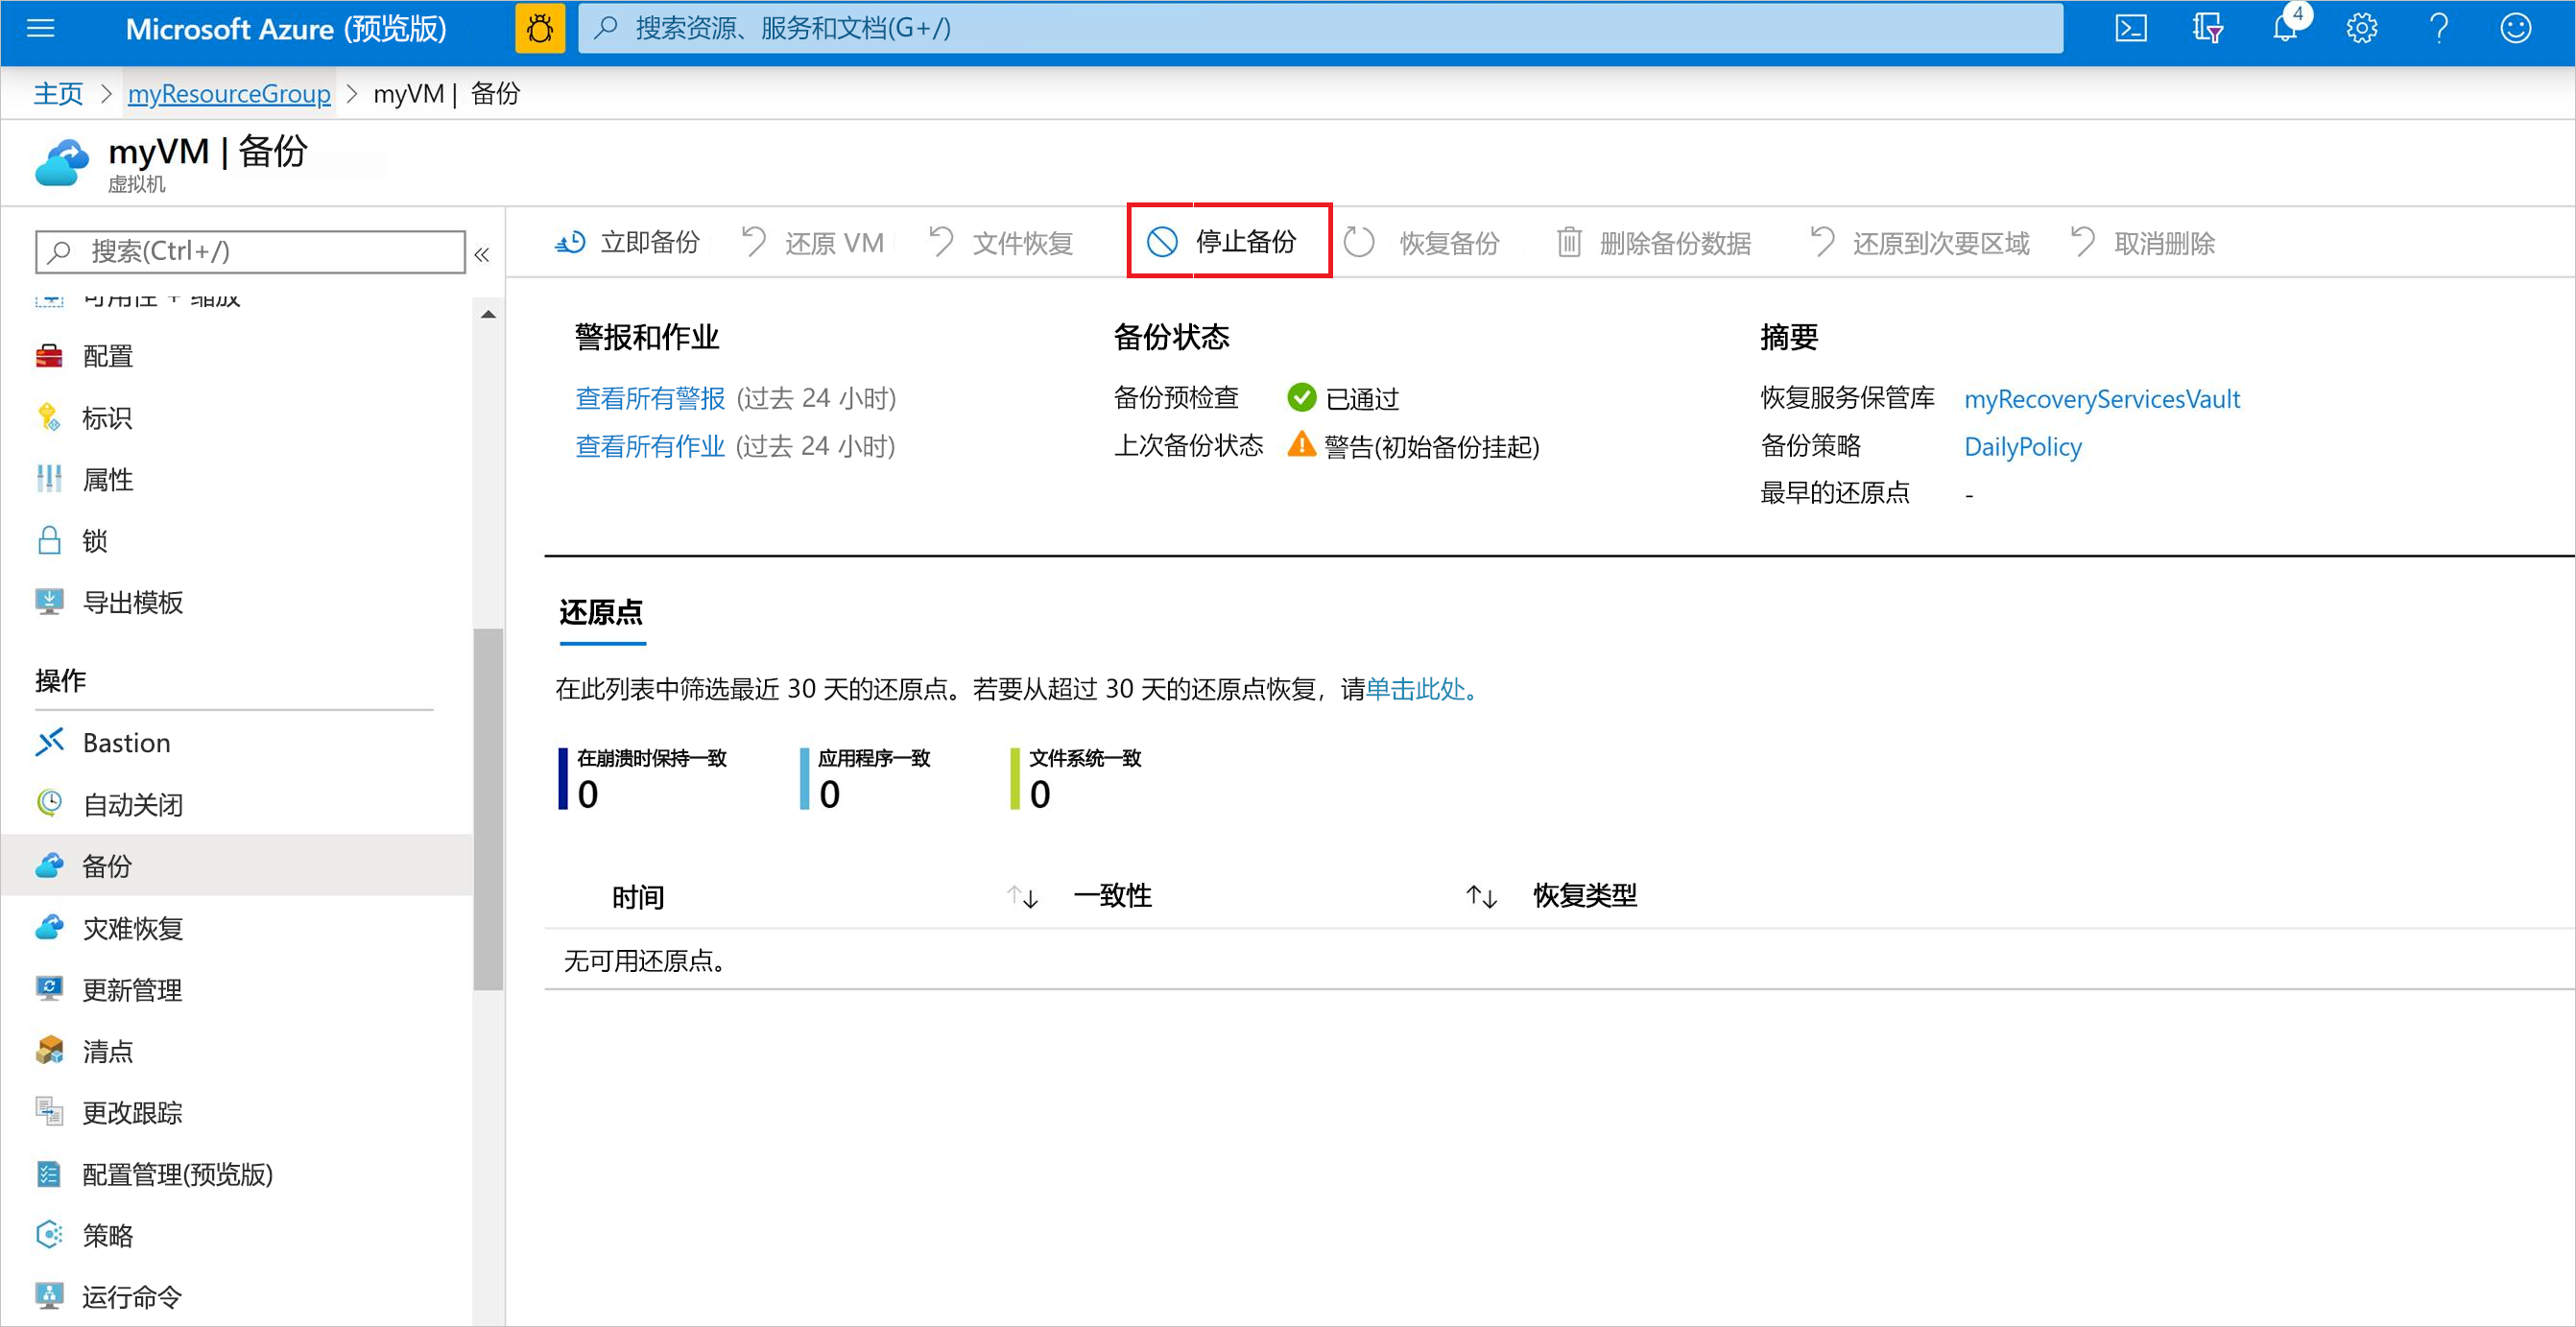 Microsoft Azure (预览版)
搜索资源、服务和文档(G+/)
4
主页 > myResourceGroup > myVM | 备份
myVM | 备份
虚拟机
搜索(Ctrl+/)
«
立即备份
还原 VM
文件恢复
停止备份
恢复备份
删除备份数据
还原到次要区域
取消删除
可用性 + 缩放
配置
标识
属性
锁
导出模板
操作
Bastion
自动关闭
备份
灾难恢复
更新管理
清点
更改跟踪
配置管理(预览版)
策略
运行命令
警报和作业
查看所有警报 (过去 24 小时)
查看所有作业 (过去 24 小时)
备份状态
备份预检查 已通过
上次备份状态 警告(初始备份挂起)
摘要
恢复服务保管库 myRecoveryServicesVault
备份策略 DailyPolicy
最早的还原点 -
还原点
在此列表中筛选最近 30 天的还原点。若要从超过 30 天的还原点恢复，请单击此处。
在崩溃时保持一致
0
应用程序一致
0
文件系统一致
0
时间 ↑↓ 一致性 ↑↓ 恢复类型
无可用还原点。